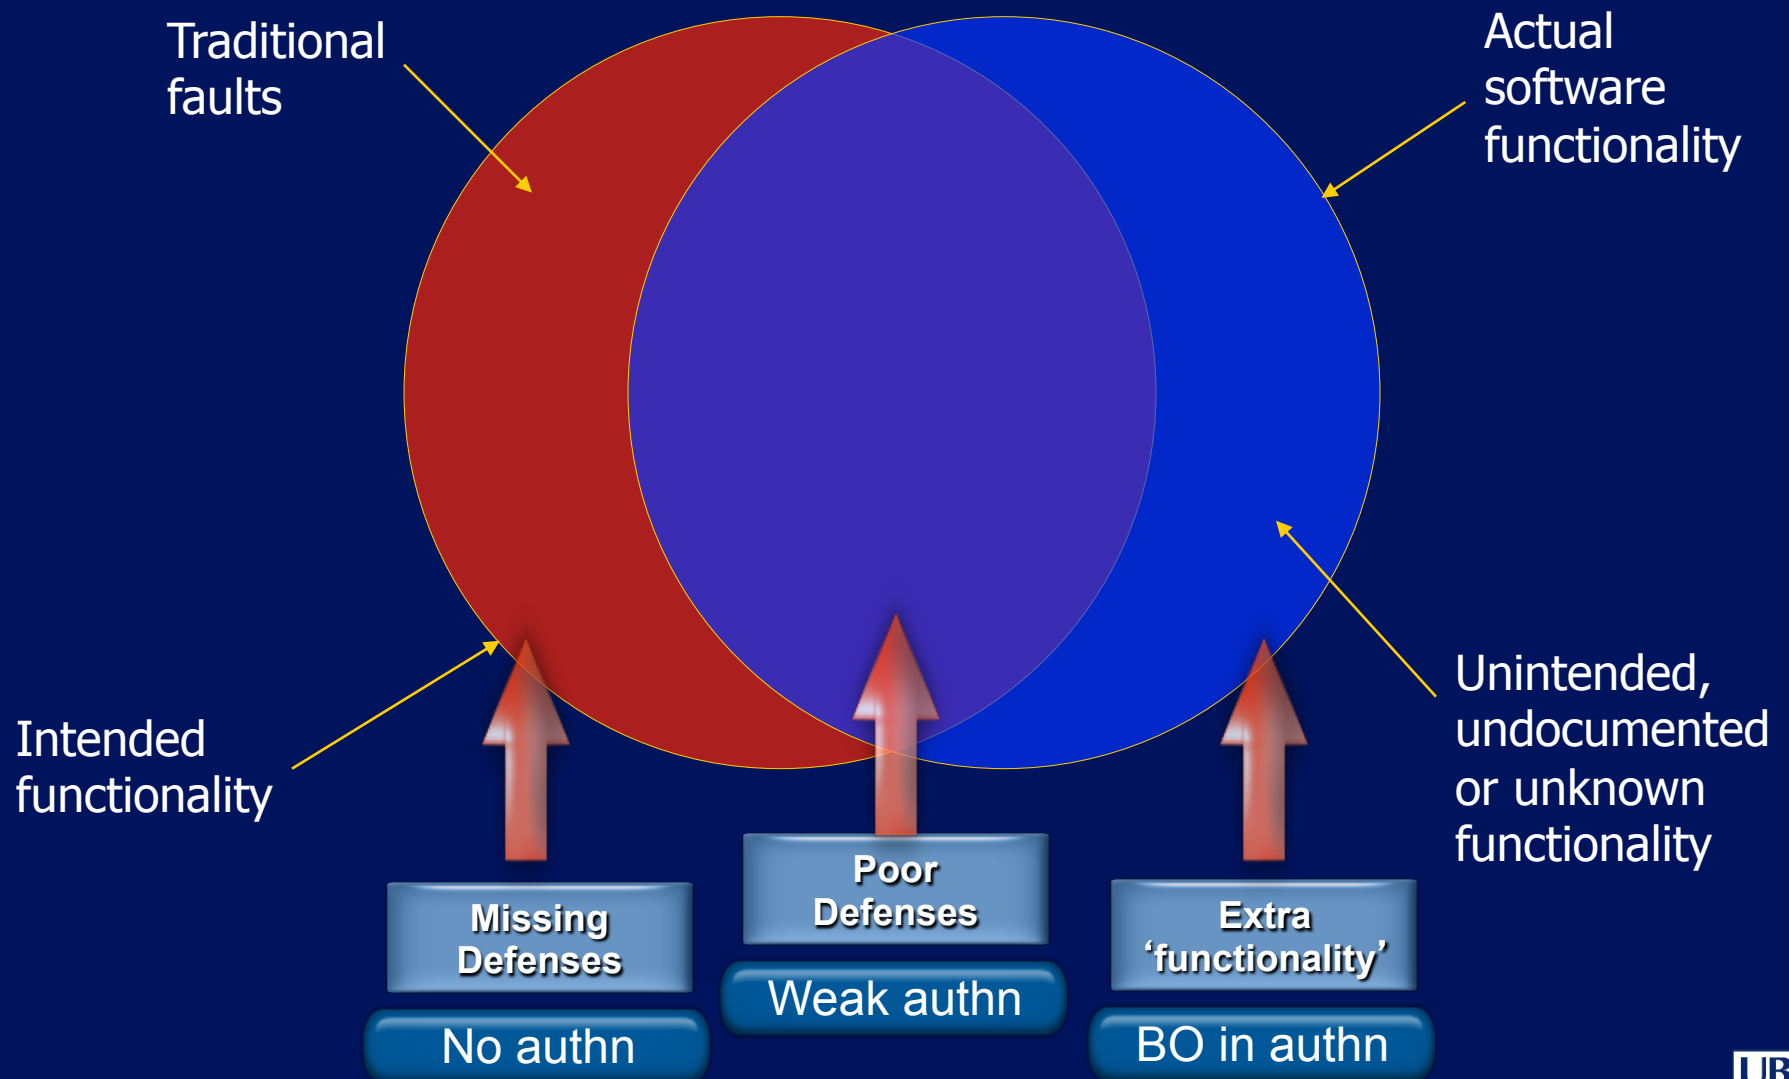 Traditional
faults
Actual
software
functionality
Intended
functionality
Unintended,
undocumented
or unknown
functionality
Missing
Defenses
No authn
Poor
Defenses
Weak authn
Extra
‘functionality’
BO in authn